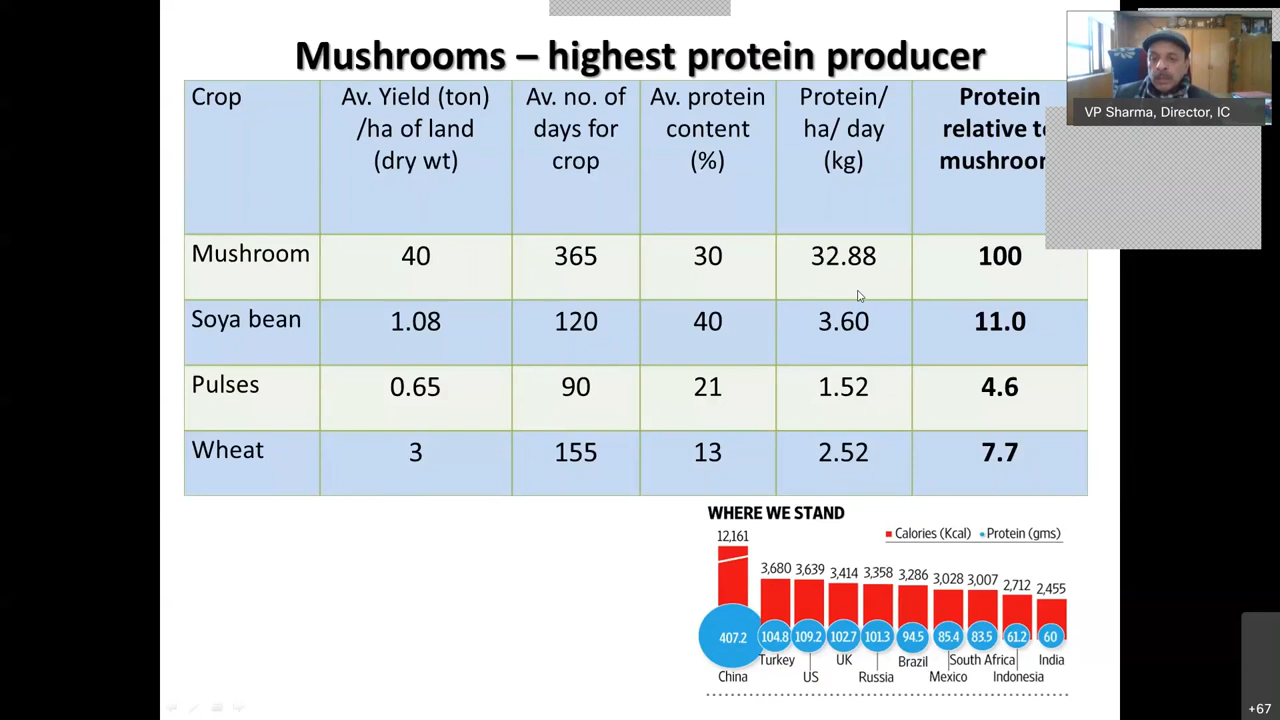 Mushrooms – highest protein producer
VP Sharma, Director, IC
Crop
Av. Yield (ton)
/ha of land
(dry wt)
Av. no. of
days for
crop
Av. protein
content
(%)
Protein/
ha/ day
(kg)
Protein
relative to
mushroom
Mushroom 40 365 30 32.88 100
Soya bean 1.08 120 40 3.60 11.0
Pulses 0.65 90 21 1.52 4.6
Wheat 3 155 13 2.52 7.7
WHERE WE STAND
Calories (Kcal) Protein (gms)
12,161 3,680 3,639 3,414 3,358 3,286 3,028 3,007 2,712 2,455
407.2 104.8 109.2 102.7 101.3 94.5 85.4 83.5 61.2 60
China Turkey US UK Russia Brazil Mexico South Africa Indonesia India
+67